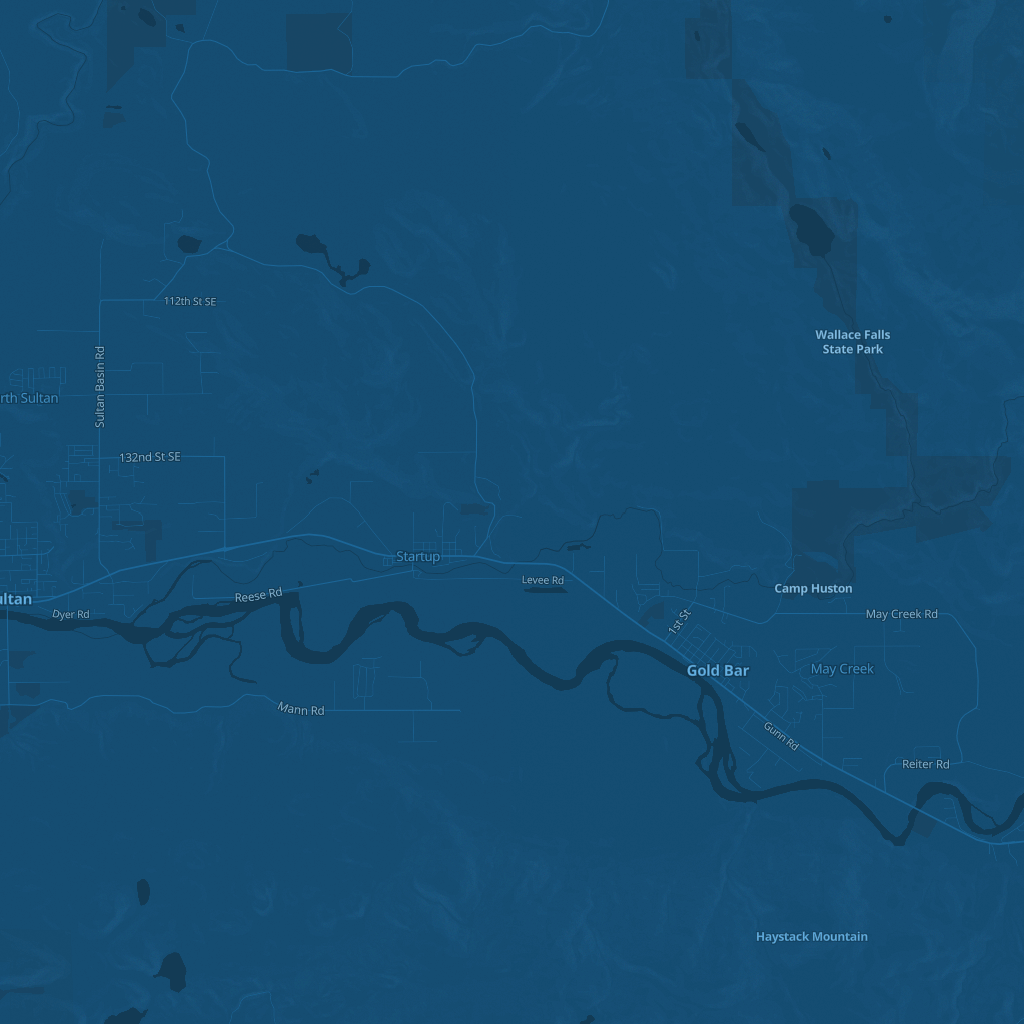 Wallace Falls
State Park
112th St SE
Sultan Basin Rd
rth Sultan
132nd St SE
Startup
Levee Rd
Camp Huston
Reese Rd
ultan
Dyer Rd
1st St
May Creek Rd
Gold Bar
May Creek
Mann Rd
Gunn Rd
Reiter Rd
Haystack Mountain